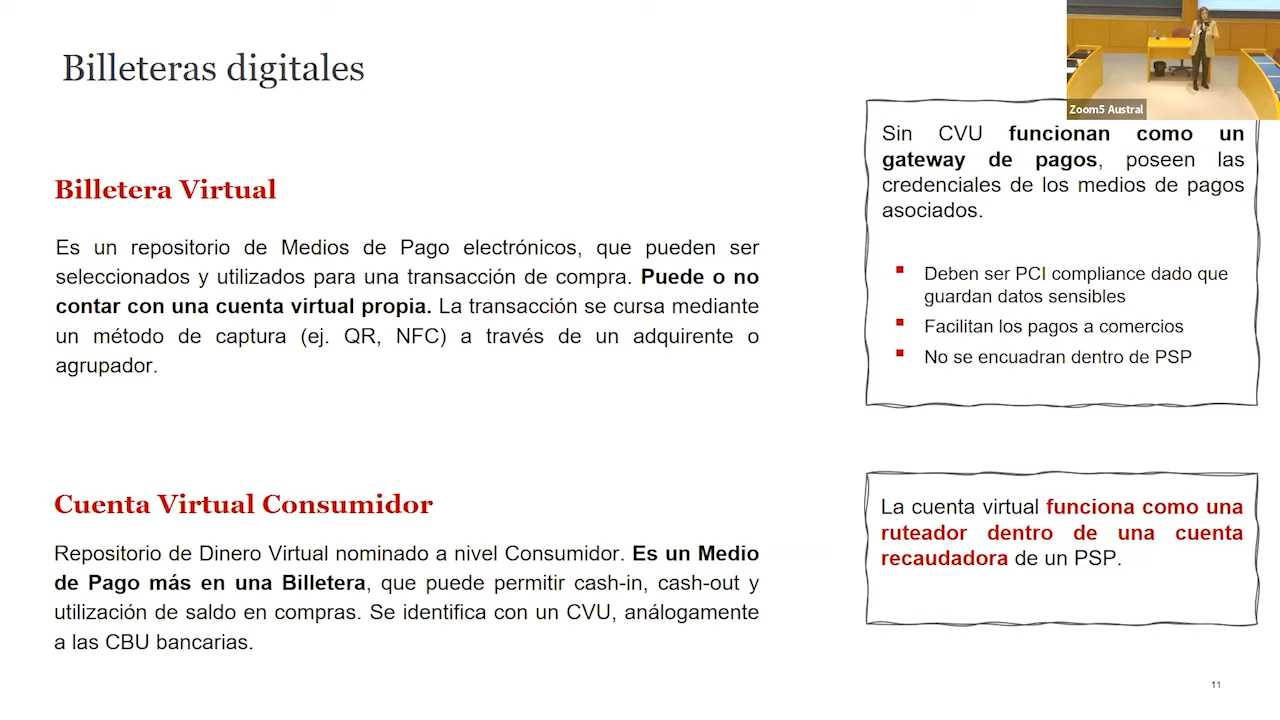 Billeteras digitales
Zoom5 Austral
Billetera Virtual
Es un repositorio de Medios de Pago electrónicos, que pueden ser
seleccionados y utilizados para una transacción de compra. Puede o no
contar con una cuenta virtual propia. La transacción se cursa mediante
un método de captura (ej. QR, NFC) a través de un adquirente o
agrupador.
Sin CVU funcionan como un
gateway de pagos, poseen las
credenciales de los medios de pagos
asociados.
Deben ser PCI compliance dado que
guardan datos sensibles
Facilitan los pagos a comercios
No se encuadran dentro de PSP
Cuenta Virtual Consumidor
Repositorio de Dinero Virtual nominado a nivel Consumidor. Es un Medio
de Pago más en una Billetera, que puede permitir cash-in, cash-out y
utilización de saldo en compras. Se identifica con un CVU, análogamente
a las CBU bancarias.
La cuenta virtual funciona como una
ruteador dentro de una cuenta
recaudadora de un PSP.
11